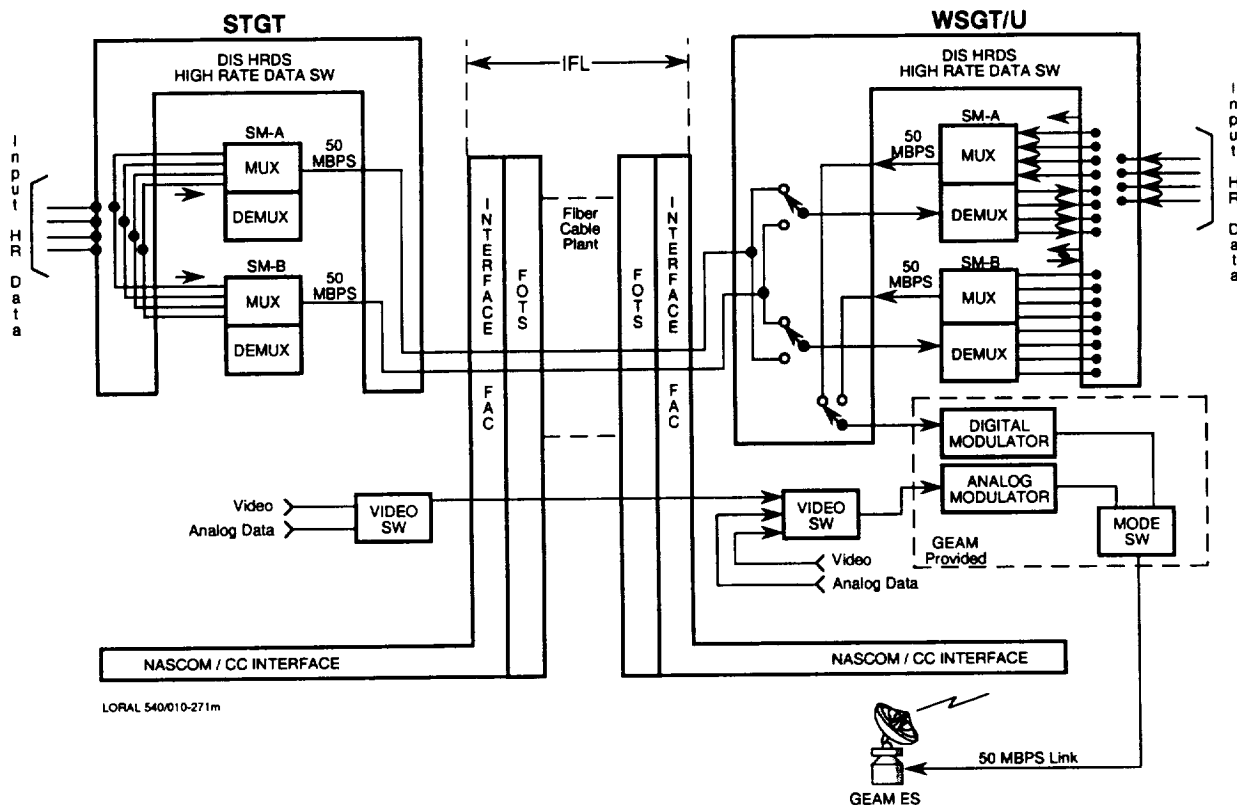 STGT
WSGT/U
DIS HRDS
HIGH RATE DATA SW
IFL
DIS HRDS
HIGH RATE DATA SW
Input HR Data
SM-A
MUX
DEMUX
50
MBPS
SM-B
MUX
DEMUX
50
MBPS
INTERFACE FAC
FOTS
Fiber
Cable
Plant
FOTS
INTERFACE FAC
50
MBPS
SM-A
MUX
DEMUX
50
MBPS
SM-B
MUX
DEMUX
Input HR Data
DIGITAL
MODULATOR
ANALOG
MODULATOR
MODE
SW
GEAM
Provided
Video
Analog Data
VIDEO
SW
VIDEO
SW
Video
Analog Data
NASCOM / CC INTERFACE
NASCOM / CC INTERFACE
LORAL 540/010-271m
50 MBPS Link
GEAM ES